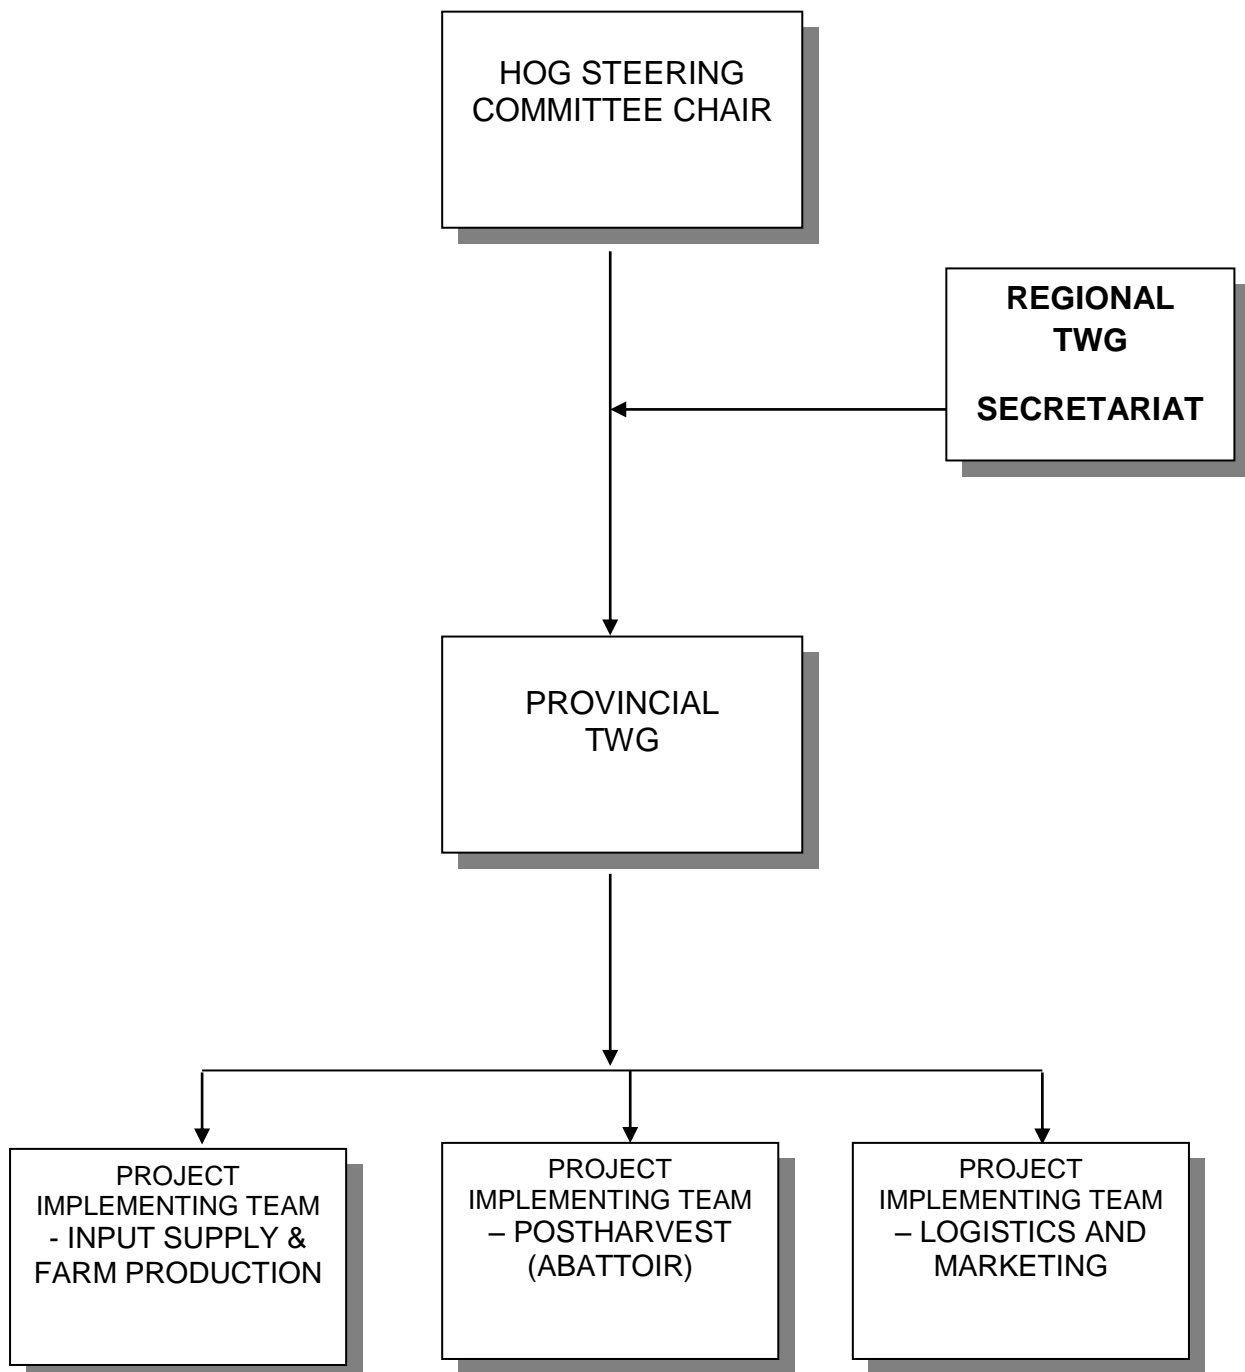 HOG STEERING
COMMITTEE CHAIR
REGIONAL
TWG
SECRETARIAT
PROVINCIAL
TWG
PROJECT
IMPLEMENTING TEAM
- INPUT SUPPLY &
FARM PRODUCTION
PROJECT
IMPLEMENTING TEAM
– POSTHARVEST
(ABATTOIR)
PROJECT
IMPLEMENTING TEAM
– LOGISTICS AND
MARKETING